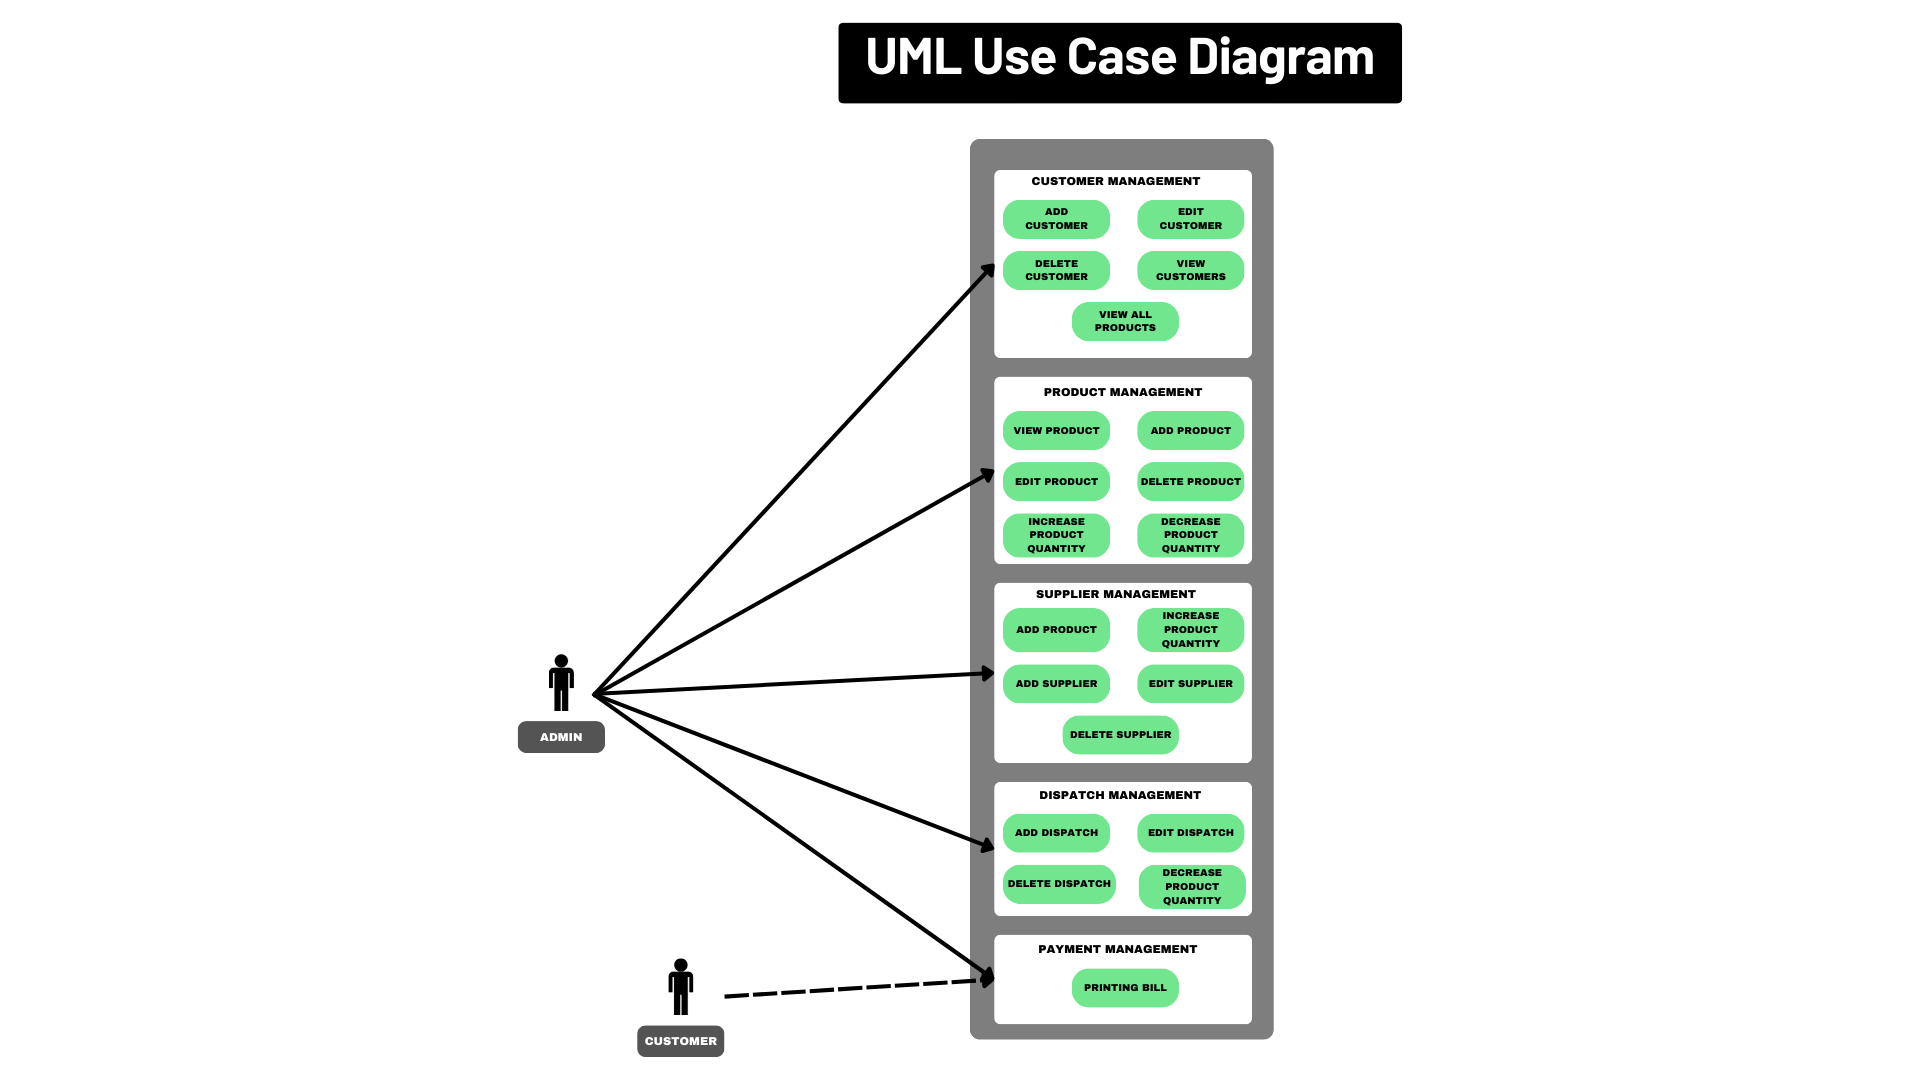 UML Use Case Diagram
CUSTOMER MANAGEMENT
ADD
CUSTOMER
EDIT
CUSTOMER
DELETE
CUSTOMER
VIEW
CUSTOMERS
VIEW ALL
PRODUCTS
PRODUCT MANAGEMENT
VIEW PRODUCT
ADD PRODUCT
EDIT PRODUCT
DELETE PRODUCT
INCREASE
PRODUCT
QUANTITY
DECREASE
PRODUCT
QUANTITY
SUPPLIER MANAGEMENT
ADD PRODUCT
INCREASE
PRODUCT
QUANTITY
ADD SUPPLIER
EDIT SUPPLIER
DELETE SUPPLIER
ADMIN
DISPATCH MANAGEMENT
ADD DISPATCH
EDIT DISPATCH
DELETE DISPATCH
DECREASE
PRODUCT
QUANTITY
PAYMENT MANAGEMENT
PRINTING BILL
CUSTOMER